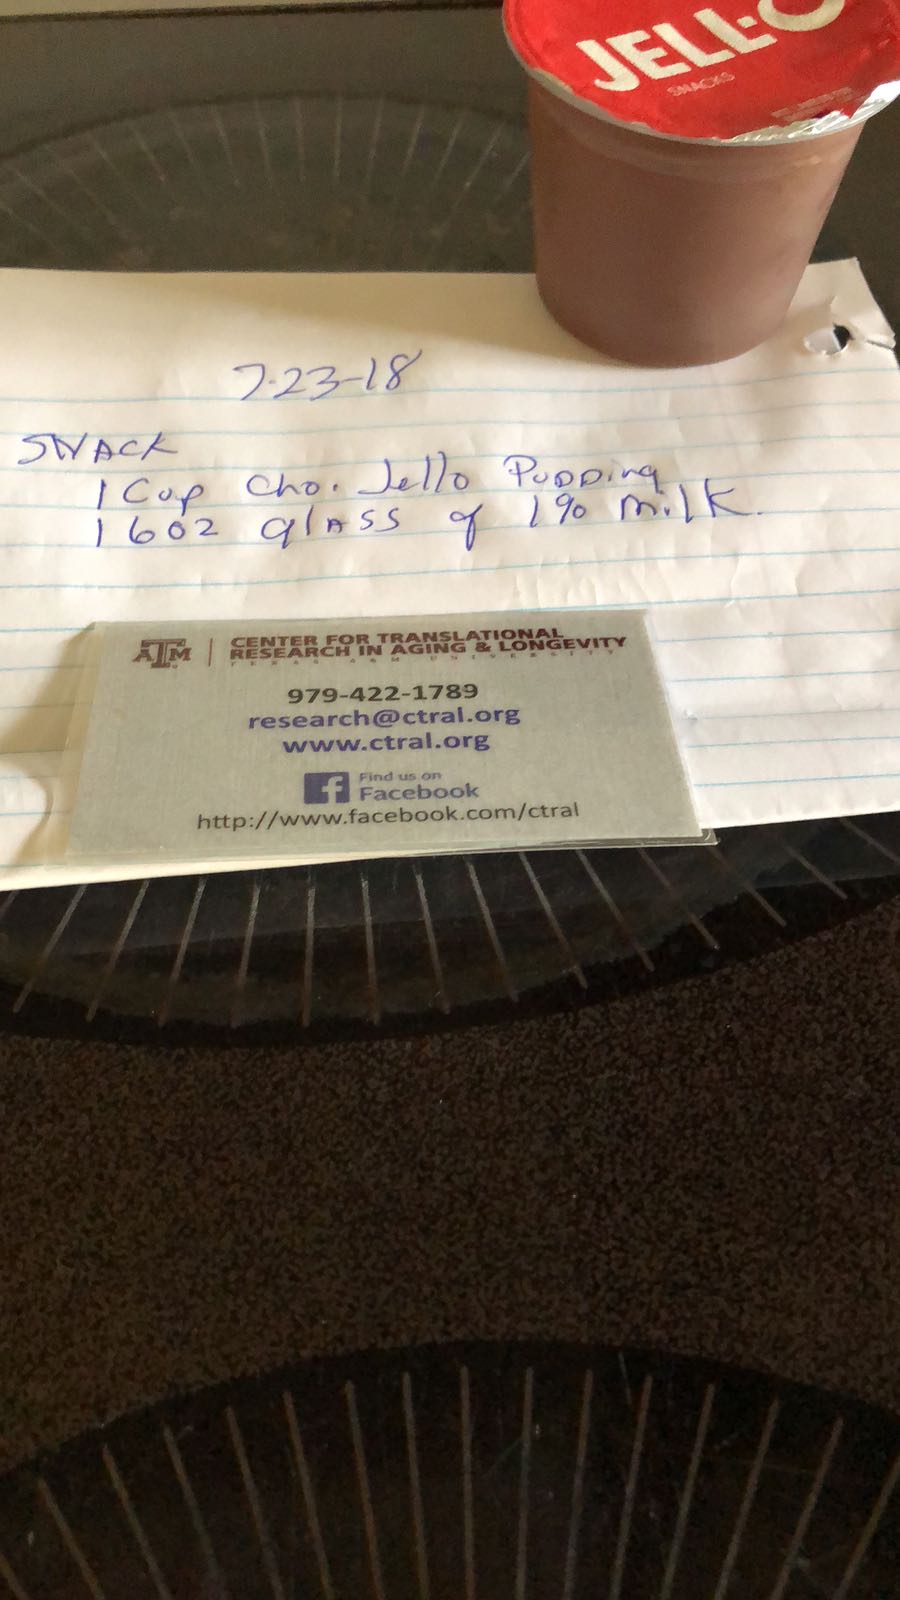 JELL-O
SNACKS
7-23-18
SNACK
1 Cup Cho. Jello Pudding
1 6oz glass of 1% milk.
ATM | CENTER FOR TRANSLATIONAL
RESEARCH IN AGING & LONGEVITY
TEXAS A&M UNIVERSITY
979-422-1789
research@ctral.org
www.ctral.org
f Find us on
Facebook
http://www.facebook.com/ctral